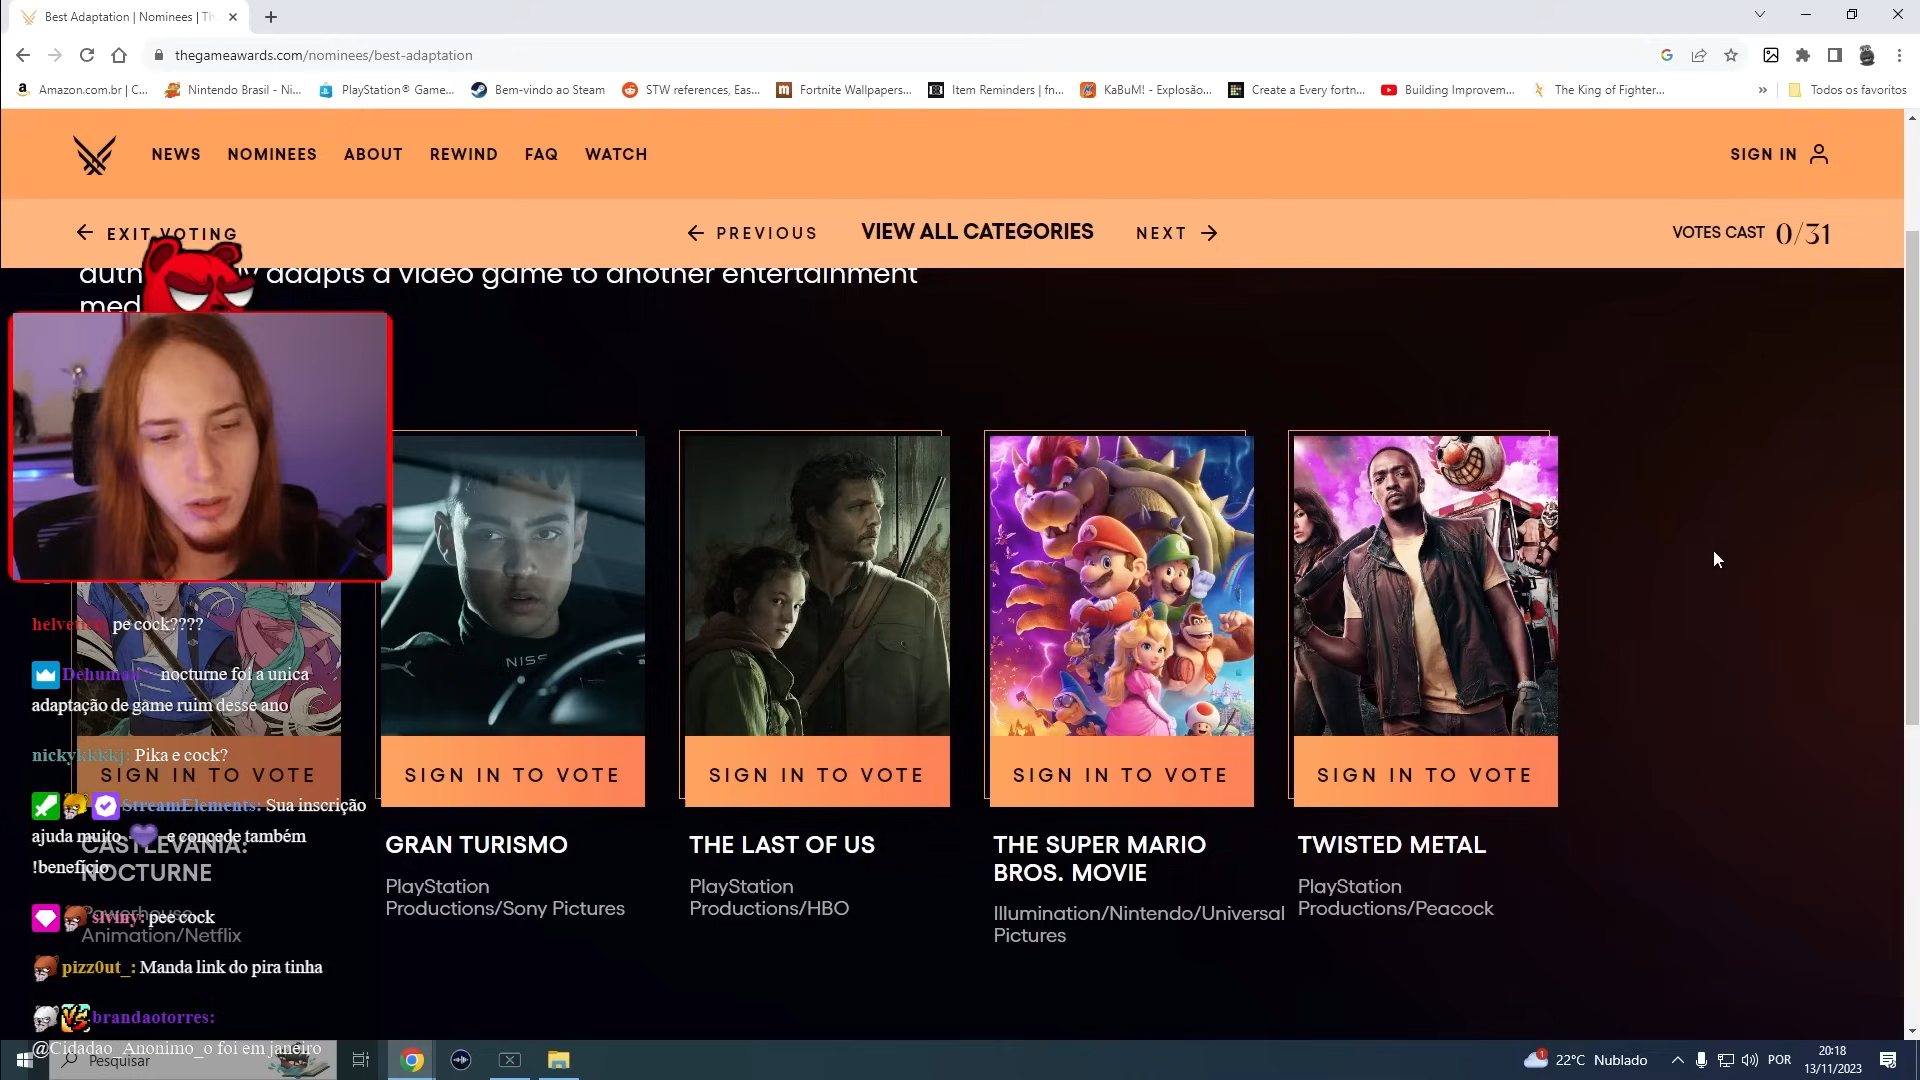 Best Adaptation | Nominees | Th
thegameawards.com/nominees/best-adaptation
Amazon.com.br | C...
Nintendo Brasil - Ni...
PlayStation® Game...
Bem-vindo ao Steam
STW references, Eas...
Fortnite Wallpapers...
Item Reminders | fn...
KaBuM! - Explosão...
Create a Every fortn...
Building Improvem...
The King of Fighter...
»
Todos os favoritos
NEWS
NOMINEES
ABOUT
REWIND
FAQ
WATCH
SIGN IN
EXIT VOTING
PREVIOUS
VIEW ALL CATEGORIES
NEXT
VOTES CAST 0/31
adapts a video game to another entertainment
NISS
pe cock????
nocturne foi a unica
adaptação de game ruim desse ano
nickykkkkj: Pika e cock?
SIGN IN TO VOTE
SIGN IN TO VOTE
SIGN IN TO VOTE
SIGN IN TO VOTE
SIGN IN TO VOTE
StreamElements: Sua inscrição
ajuda muito e concede também
!benefício
CASTLEVANIA:
NOCTURNE
Powerhouse
Animation/Netflix
GRAN TURISMO
PlayStation
Productions/Sony Pictures
THE LAST OF US
PlayStation
Productions/HBO
THE SUPER MARIO
BROS. MOVIE
Illumination/Nintendo/Universal
Pictures
TWISTED METAL
PlayStation
Productions/Peacock
pee cock
pizz0ut_: Manda link do pira tinha
brandaotorres:
@Cidadao_Anonimo_o foi em janeiro
Pesquisar
1
22°C Nublado
POR
20:18
13/11/2023